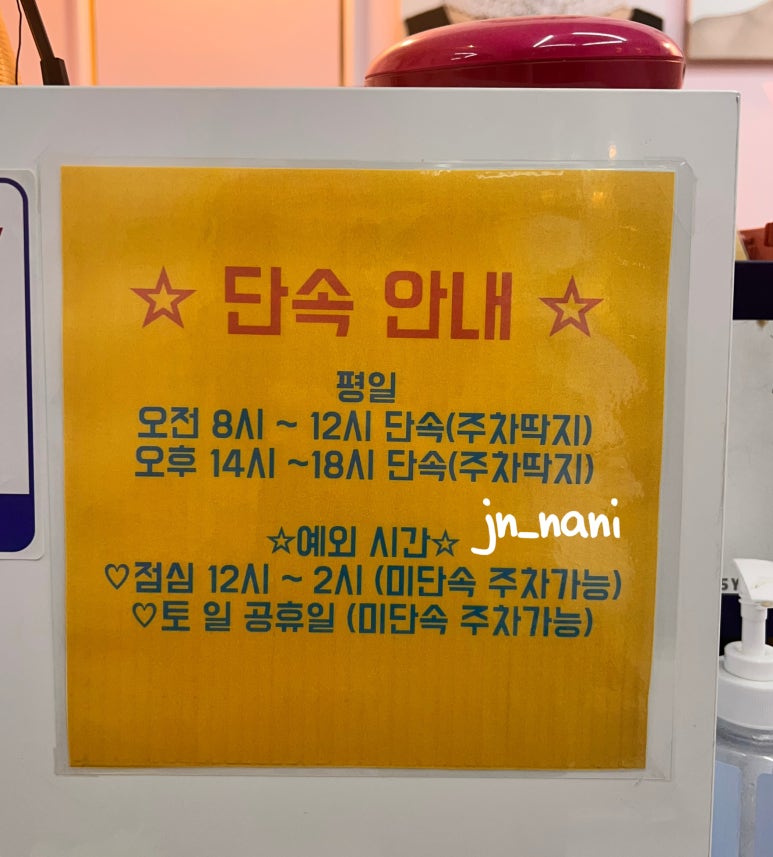 ☆ 단속 안내 ☆
평일
오전 8시 ~ 12시 단속(주차딱지)
오후 14시 ~18시 단속(주차딱지)
jn_nani
☆예외 시간☆
♡점심 12시 ~ 2시 (미단속 주차가능)
♡토 일 공휴일 (미단속 주차가능)